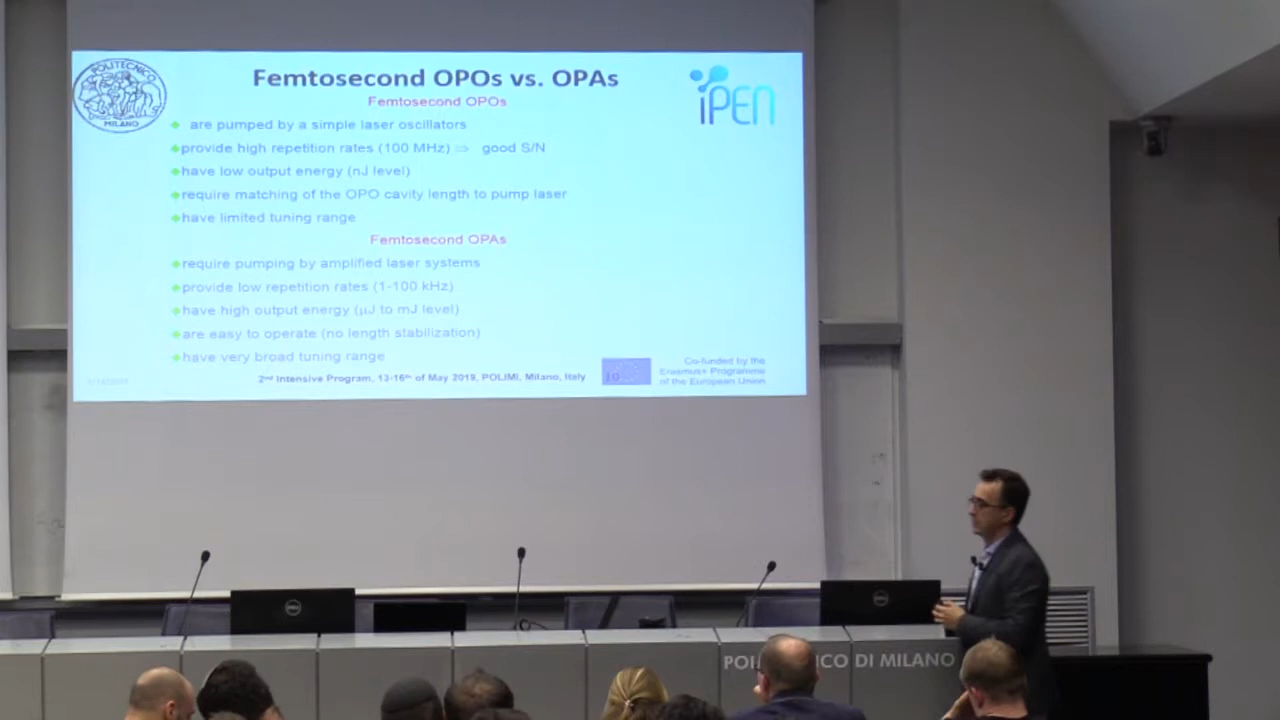 POLITECNICO
MILANO
Femtosecond OPOs vs. OPAs
iPEN
Femtosecond OPOs
are pumped by a simple laser oscillators
provide high repetition rates (100 MHz) ⇒ good S/N
have low output energy (nJ level)
require matching of the OPO cavity length to pump laser
have limited tuning range
Femtosecond OPAs
require pumping by amplified laser systems
provide low repetition rates (1-100 kHz)
have high output energy (µJ to mJ level)
are easy to operate (no length stabilization)
have very broad tuning range
2nd Intensive Program, 13-16th of May 2019, POLIMI, Milano, Italy
10
Co-funded by the
Erasmus+ Programme
of the European Union
DELL
DELL
CO DI MILANO